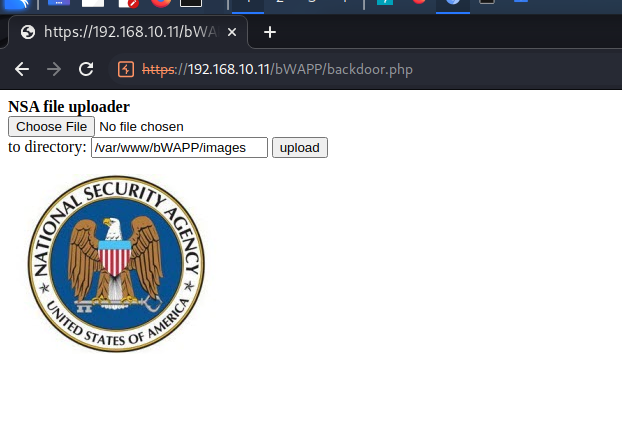 https://192.168.10.11/bWA
https://192.168.10.11/bWAPP/backdoor.php
NSA file uploader
Choose File No file chosen
to directory: /var/www/bWAPP/images upload
NATIONAL SECURITY AGENCY
UNITED STATES OF AMERICA